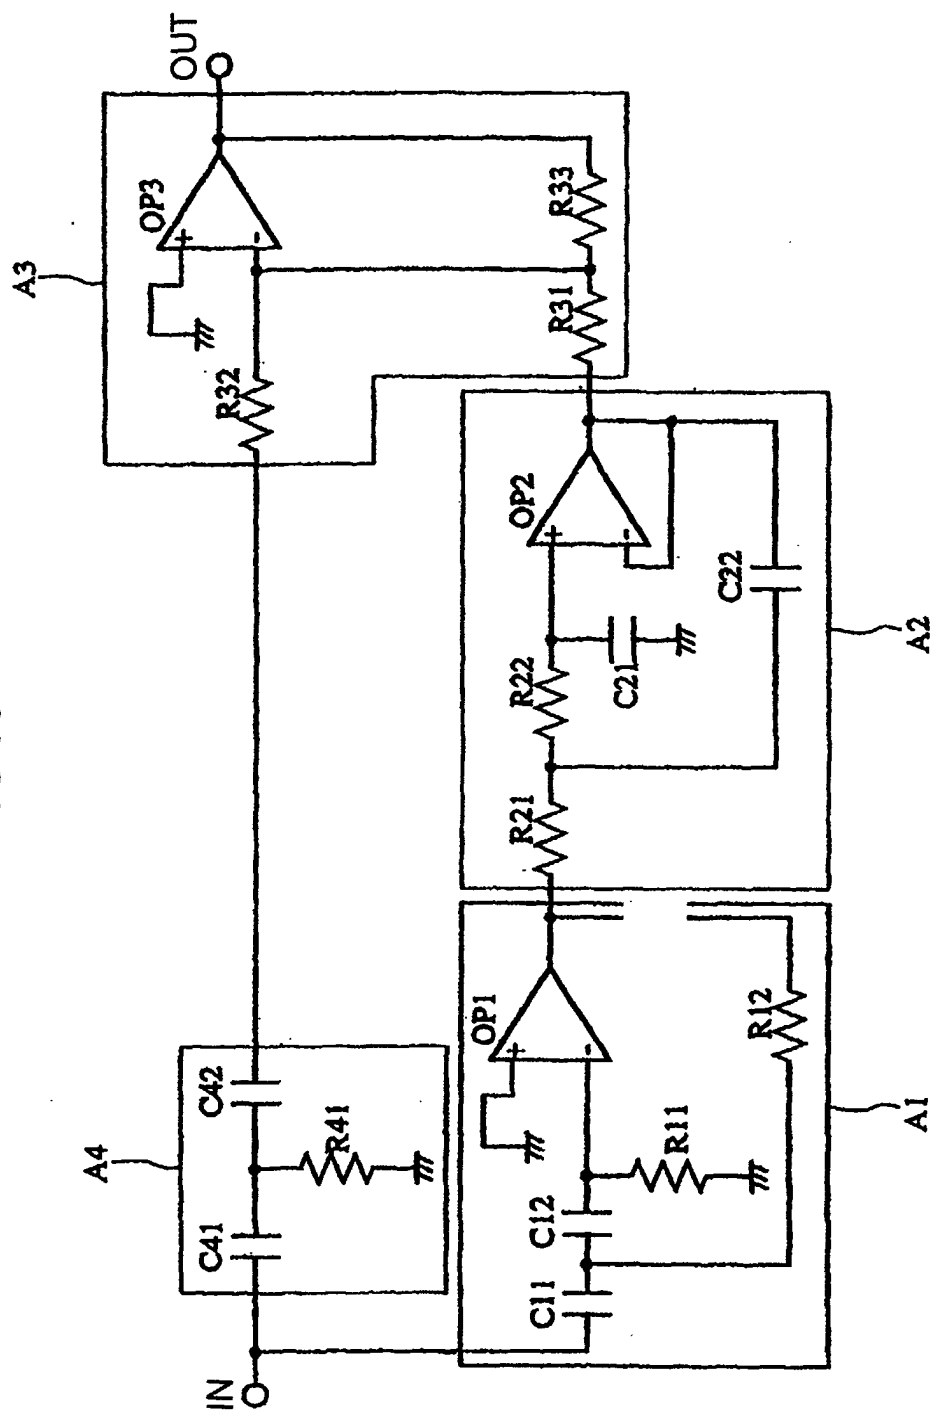 IN
OUT
A4
C41
C42
R41
A3
R32
OP3
+
-
R31
R33
A1
C11
C12
R11
R12
OP1
+
-
A2
R21
R22
C21
C22
OP2
+
-